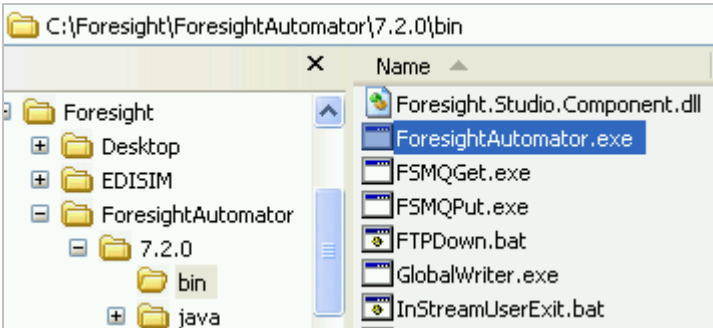 C:\Foresight\ForesightAutomator\7.2.0\bin
× Name
Foresight
Desktop
EDISIM
ForesightAutomator
7.2.0
bin
java
Foresight.Studio.Component.dll
ForesightAutomator.exe
FSMQGet.exe
FSMQPut.exe
FTPDown.bat
GlobalWriter.exe
InStreamUserExit.bat